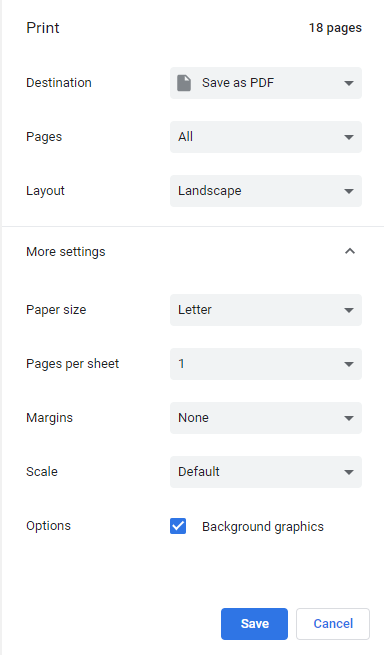 Print 18 pages
Destination Save as PDF
Pages All
Layout Landscape
More settings
Paper size Letter
Pages per sheet 1
Margins None
Scale Default
Options Background graphics
Save Cancel